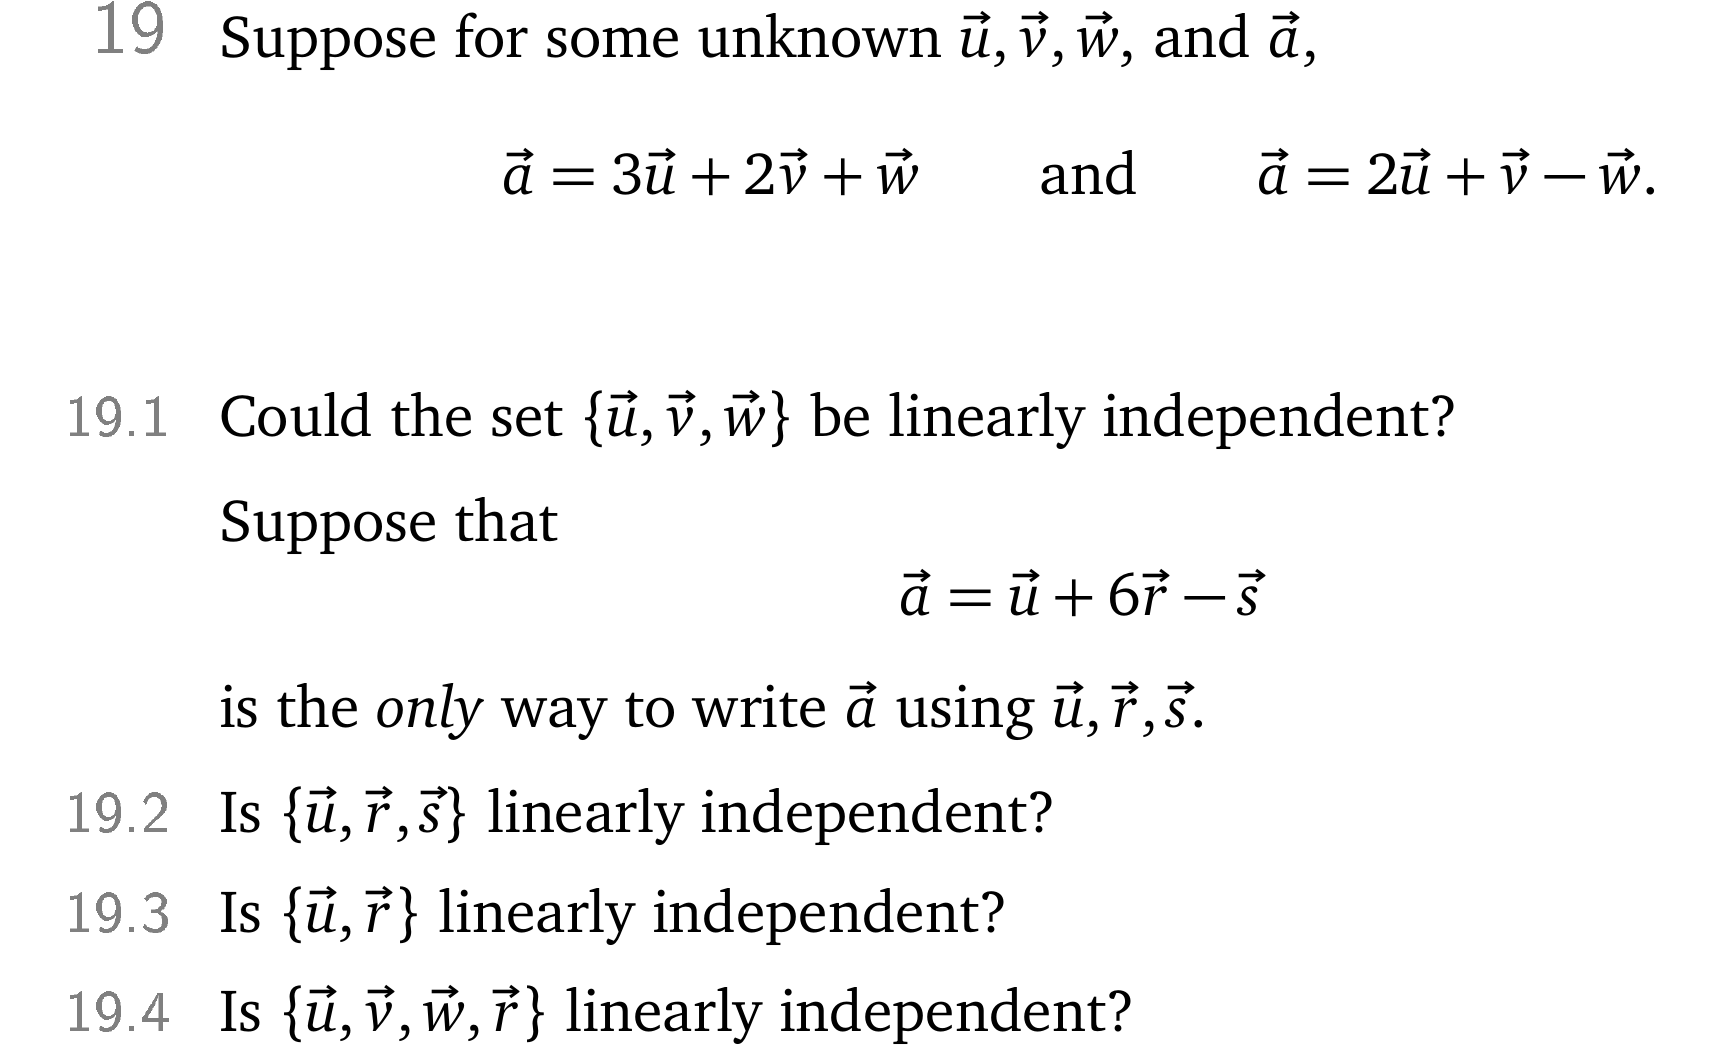 19 Suppose for some unknown \vec{u}, \vec{v}, \vec{w}, and \vec{a},
\vec{a} = 3\vec{u} + 2\vec{v} + \vec{w} and \vec{a} = 2\vec{u} + \vec{v} − \vec{w}.
19.1 Could the set {\vec{u}, \vec{v}, \vec{w}} be linearly independent?
Suppose that
\vec{a} = \vec{u} + 6\vec{r} − \vec{s}
is the only way to write \vec{a} using \vec{u}, \vec{r}, \vec{s}.
19.2 Is {\vec{u}, \vec{r}, \vec{s}} linearly independent?
19.3 Is {\vec{u}, \vec{r}} linearly independent?
19.4 Is {\vec{u}, \vec{v}, \vec{w}, \vec{r}} linearly independent?